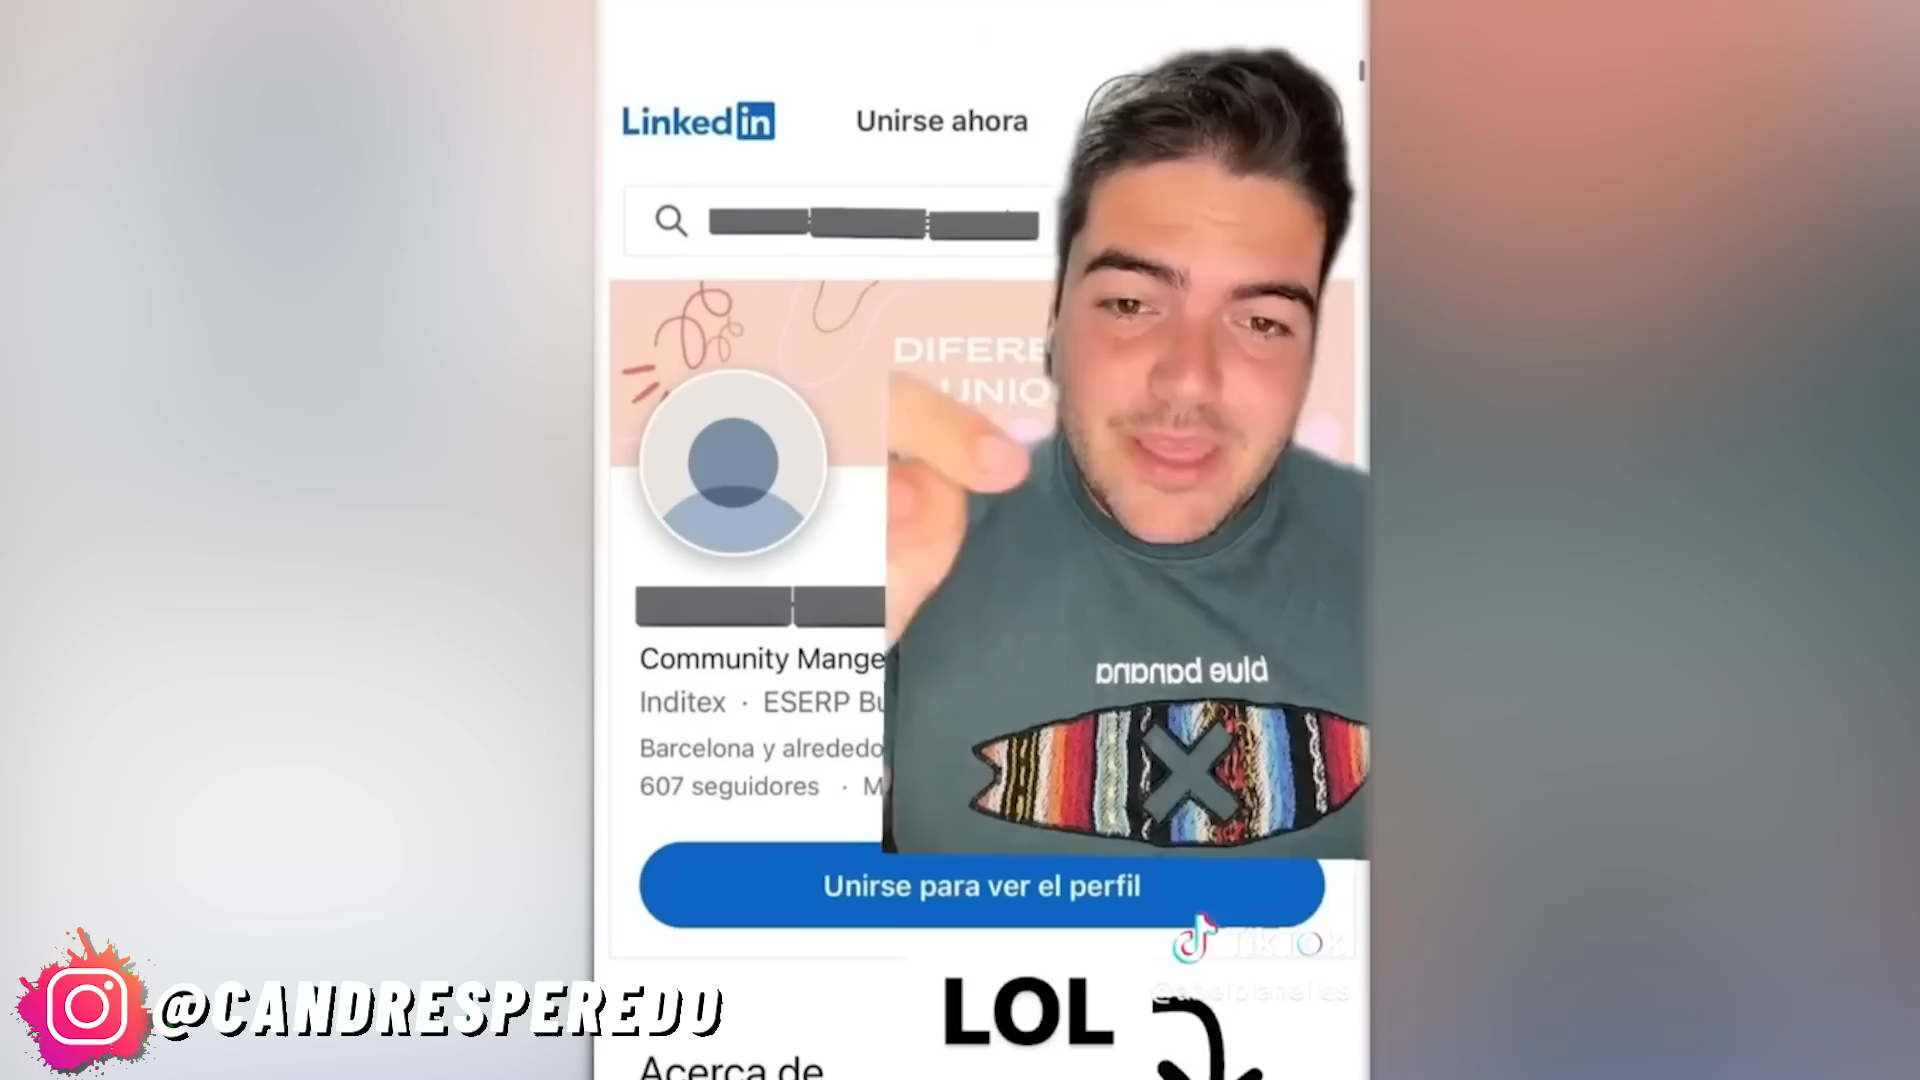 Linked in
Unirse ahora
DIFERE
UNIQ
Community Mange
Inditex · ESERP Bu
Barcelona y alrededo
607 seguidores · M
blue banana
Unirse para ver el perfil
TikTok
@CANDRESPEREDO
LOL
Acerca de